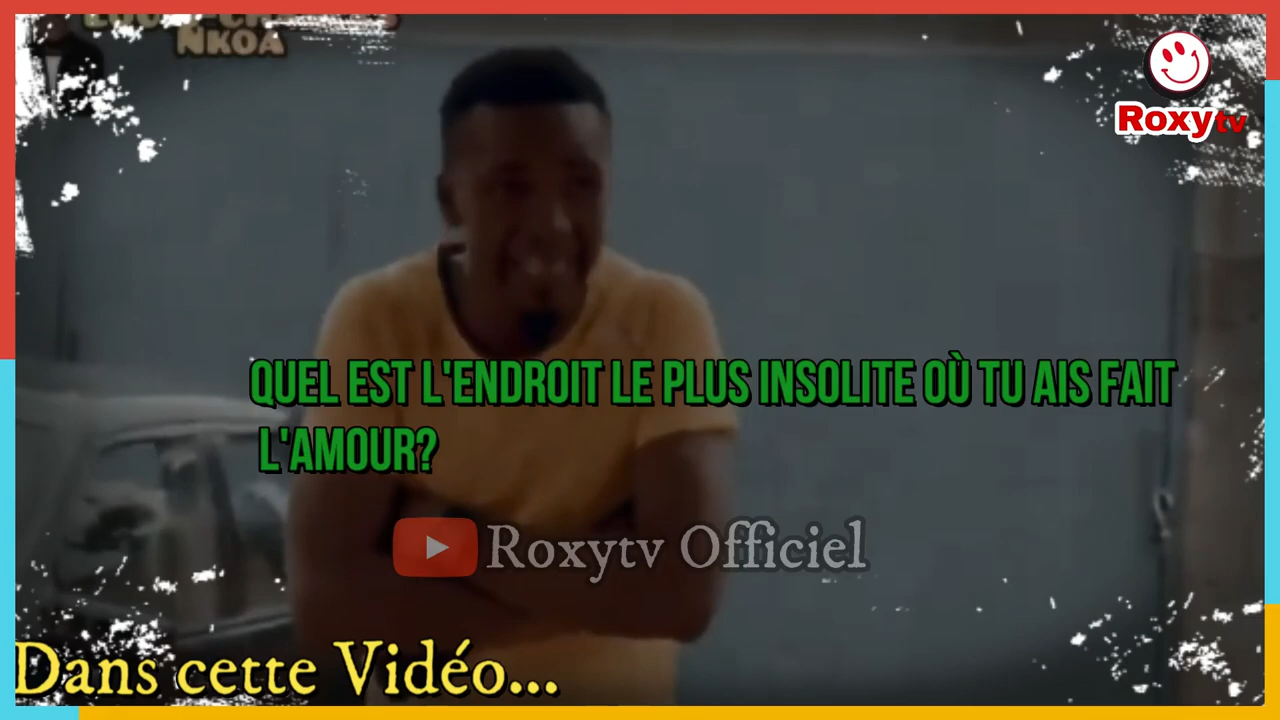 NKOA
Roxytv
QUEL EST L'ENDROIT LE PLUS INSOLITE OÙ TU AIS FAIT
L'AMOUR?
Roxytv Officiel
Dans cette Vidéo...